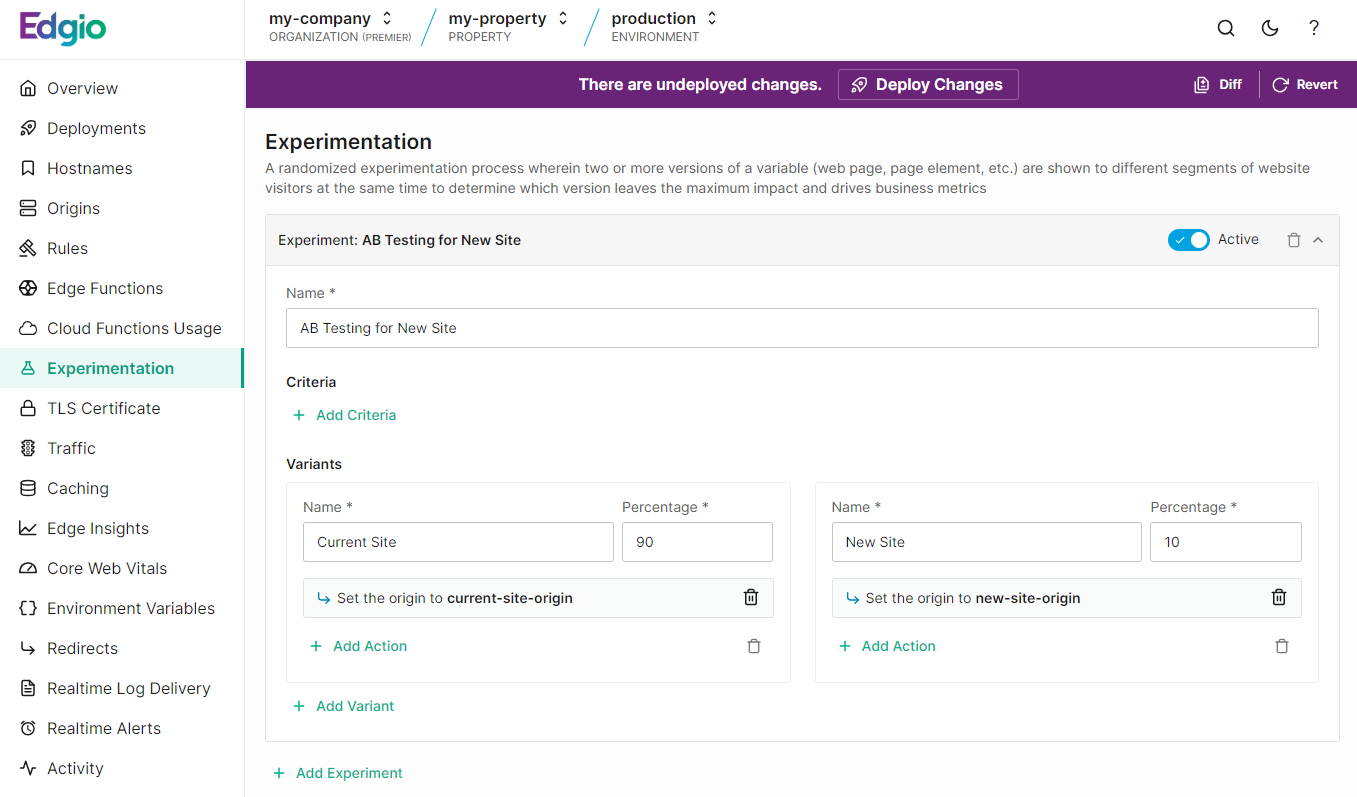 Edgio
my-company
ORGANIZATION (PREMIER)
my-property
PROPERTY
production
ENVIRONMENT
?
There are undeployed changes.
Deploy Changes
Diff
Revert
Overview
Deployments
Hostnames
Origins
Rules
Edge Functions
Cloud Functions Usage
Experimentation
TLS Certificate
Traffic
Caching
Edge Insights
Core Web Vitals
Environment Variables
Redirects
Realtime Log Delivery
Realtime Alerts
Activity
Experimentation
A randomized experimentation process wherein two or more versions of a variable (web page, page element, etc.) are shown to different segments of website
visitors at the same time to determine which version leaves the maximum impact and drives business metrics
Experiment: AB Testing for New Site
Active
Name *
AB Testing for New Site
Criteria
+ Add Criteria
Variants
Name *
Percentage *
Current Site
90
Set the origin to current-site-origin
+ Add Action
Name *
Percentage *
New Site
10
Set the origin to new-site-origin
+ Add Action
+ Add Variant
+ Add Experiment